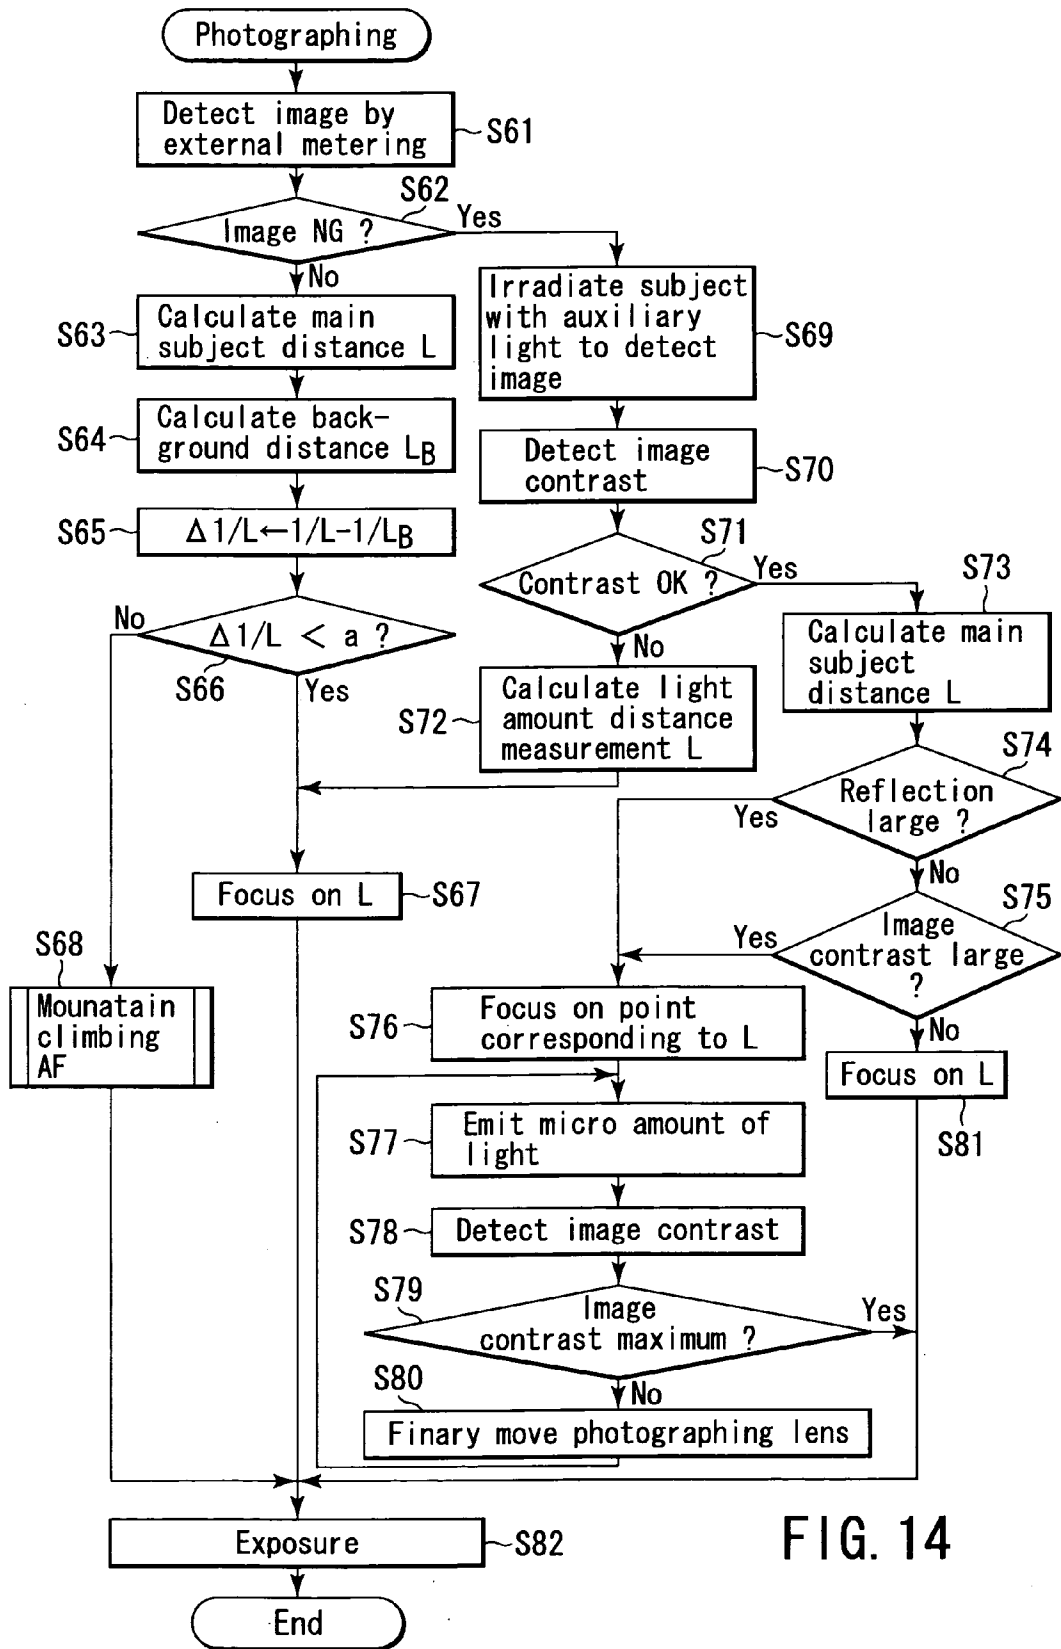 Photographing
Detect image by
external metering
S61
S62
Image NG ?
Yes
No
S63
Calculate main
subject distance L
S64
Calculate back-
ground distance LB
S65
Δ1/L←1/L-1/LB
No
Δ1/L < a ?
S66
Yes
Focus on L
S67
S68
Mounatain
climbing
AF
Irradiate subject
with auxiliary
light to detect
image
S69
Detect image
contrast
S70
S71
Contrast OK ?
Yes
No
S72
Calculate light
amount distance
measurement L
S73
Calculate main
subject
distance L
S74
Reflection
large ?
Yes
No
S75
Image
contrast large
?
Yes
No
S76
Focus on point
corresponding to L
S77
Emit micro amount of
light
S78
Detect image contrast
S79
Image
contrast maximum ?
Yes
No
S80
Finary move photographing lens
Focus on L
S81
Exposure
S82
End
FIG. 14